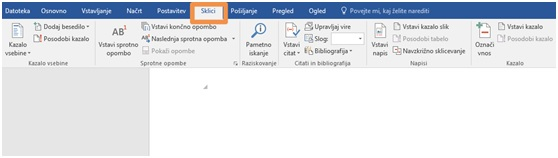 Datoteka Osnovno Vstavljanje Načrt Postavitev Sklici Pošiljanje Pregled Ogled Povejte mi, kaj želite narediti
Kazalo vsebine
Dodaj besedilo
Posodobi kazalo
Kazalo vsebine
AB¹
Vstavi sprotno opombo
Vstavi končno opombo
Naslednja sprotna opomba
Pokaži opombe
Sprotne opombe
Pametno iskanje
Raziskovanje
Vstavi citat
Upravljaj vire
Slog:
Bibliografija
Citati in bibliografija
Vstavi napis
Vstavi kazalo slik
Posodobi tabelo
Navzkrižno sklicevanje
Napisi
Označi vnos
Vstavi kazalo
Posodobi kazalo
Kazalo